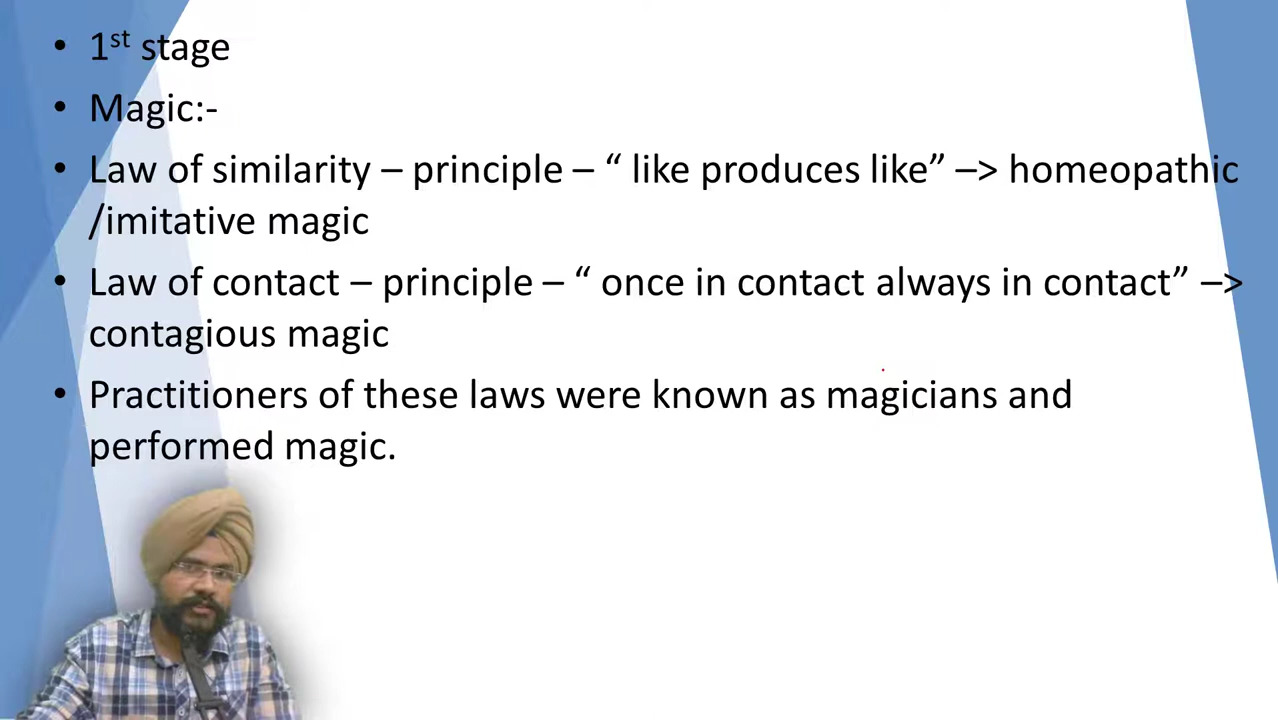 • 1st stage
• Magic:-
• Law of similarity – principle – “ like produces like” –> homeopathic
/imitative magic
• Law of contact – principle – “ once in contact always in contact” –>
contagious magic
• Practitioners of these laws were known as magicians and
performed magic.